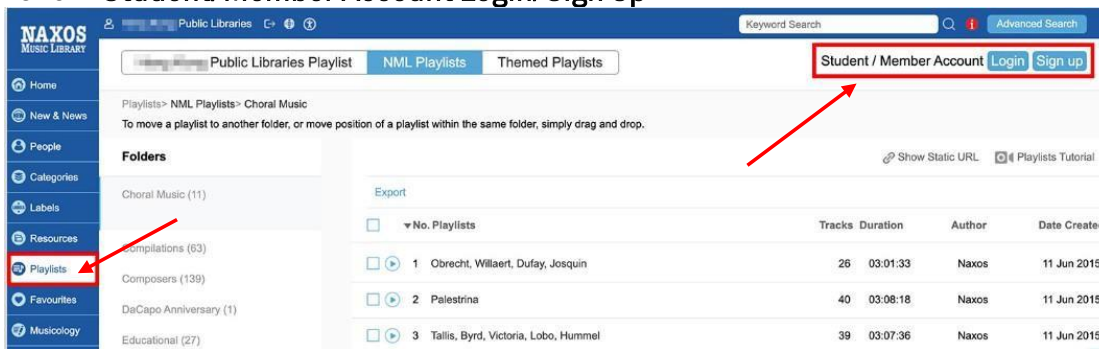 Student/Member Account Login/Sign Up
NAXOS
MUSIC LIBRARY
Public Libraries
Keyword Search
Advanced Search
Public Libraries Playlist
NML Playlists
Themed Playlists
Student / Member Account Login Sign up
Home
New & News
People
Categories
Labels
Resources
Playlists
Favourites
Musicology
Playlists> NML Playlists> Choral Music
To move a playlist to another folder, or move position of a playlist within the same folder, simply drag and drop.
Folders
Choral Music (11)
Compilations (63)
Composers (139)
DaCapo Anniversary (1)
Educational (27)
Show Static URL
Playlists Tutorial
Export
No. Playlists Tracks Duration Author Date Create
1 Obrecht, Willaert, Dufay, Josquin 26 03:01:33 Naxos 11 Jun 2015
2 Palestrina 40 03:08:18 Naxos 11 Jun 2015
3 Tallis, Byrd, Victoria, Lobo, Hummel 39 03:07:36 Naxos 11 Jun 2015